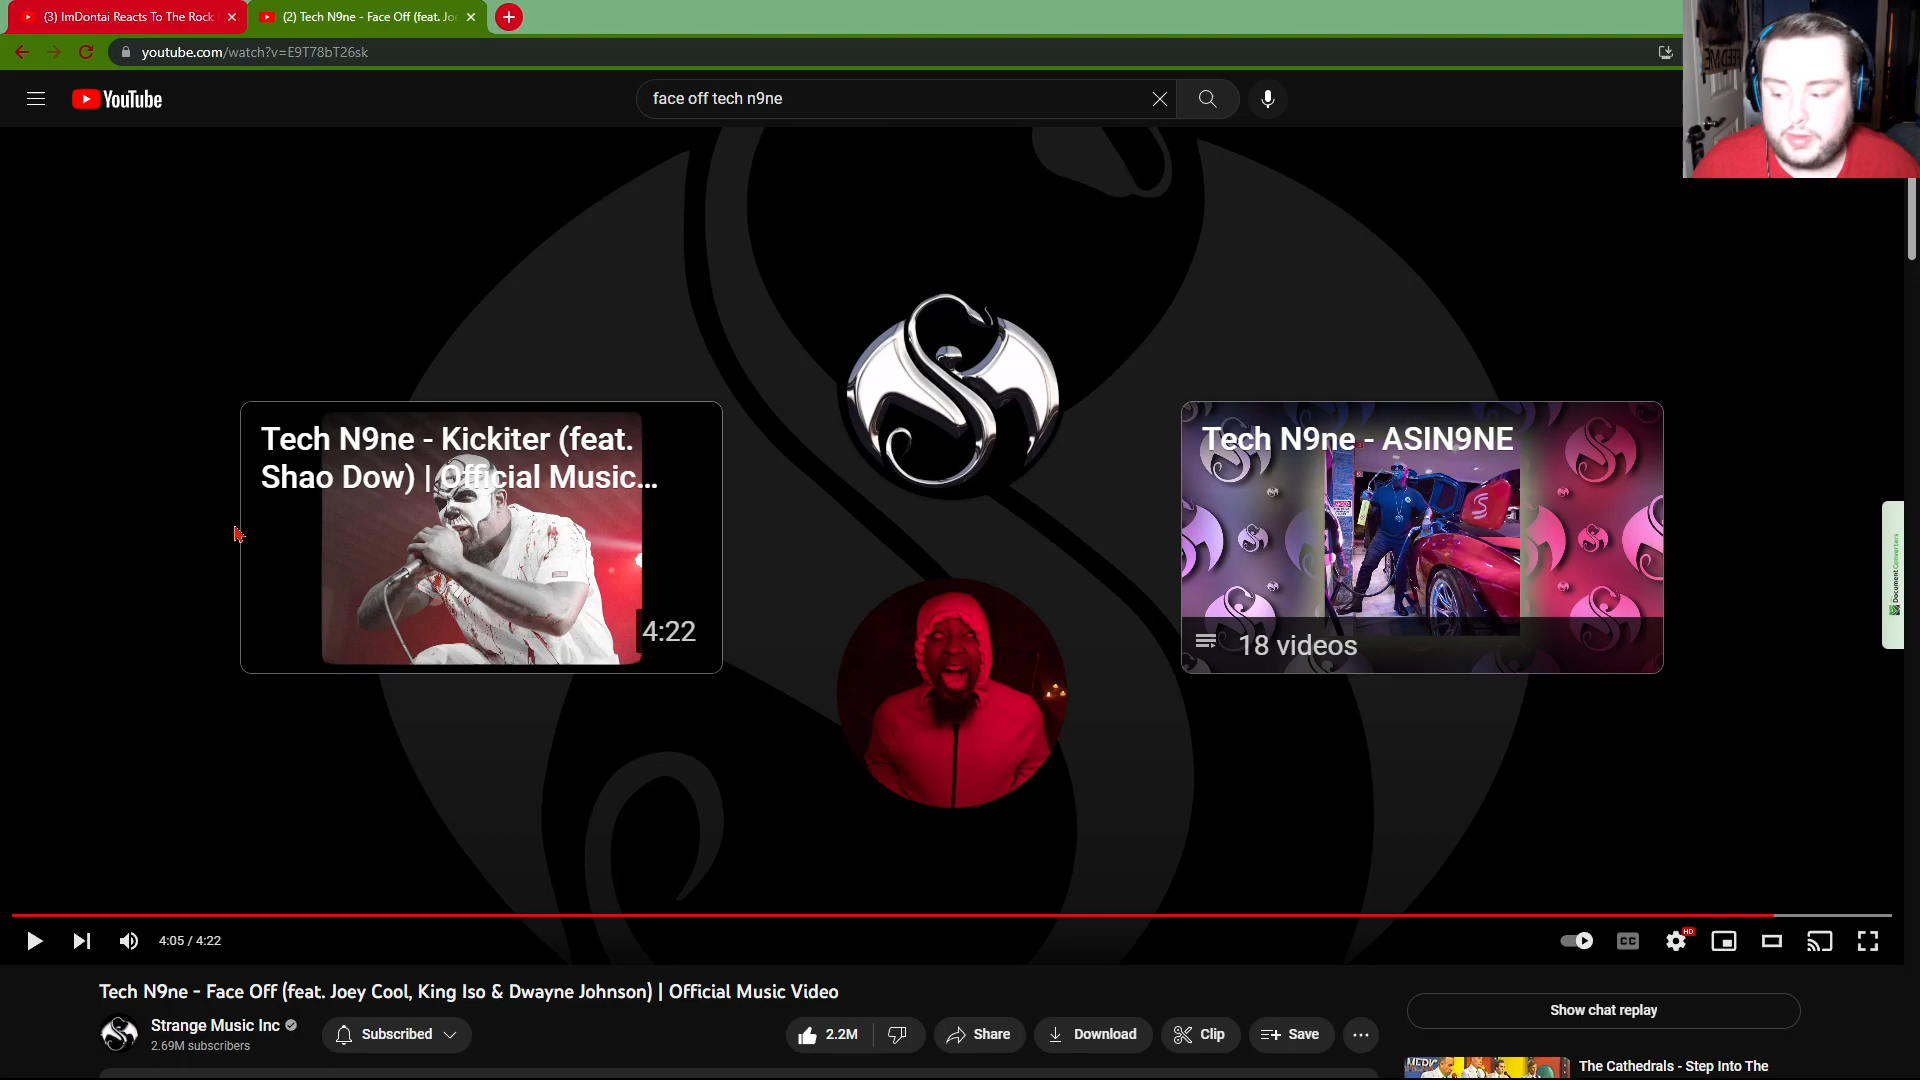 (3) ImDontai Reacts To The Rock
(2) Tech N9ne - Face Off (feat. Jo
youtube.com/watch?v=E9T78bT26sk
YouTube
face off tech n9ne
Tech N9ne - Kickiter (feat.
Shao Dow) | Official Music...
4:22
Tech N9ne - ASIN9NE
18 videos
DocumentConverters
4:05 / 4:22
CC
HD
Tech N9ne - Face Off (feat. Joey Cool, King Iso & Dwayne Johnson) | Official Music Video
Strange Music Inc
2.69M subscribers
Subscribed
2.2M
Share
Download
Clip
Save
Show chat replay
The Cathedrals - Step Into The